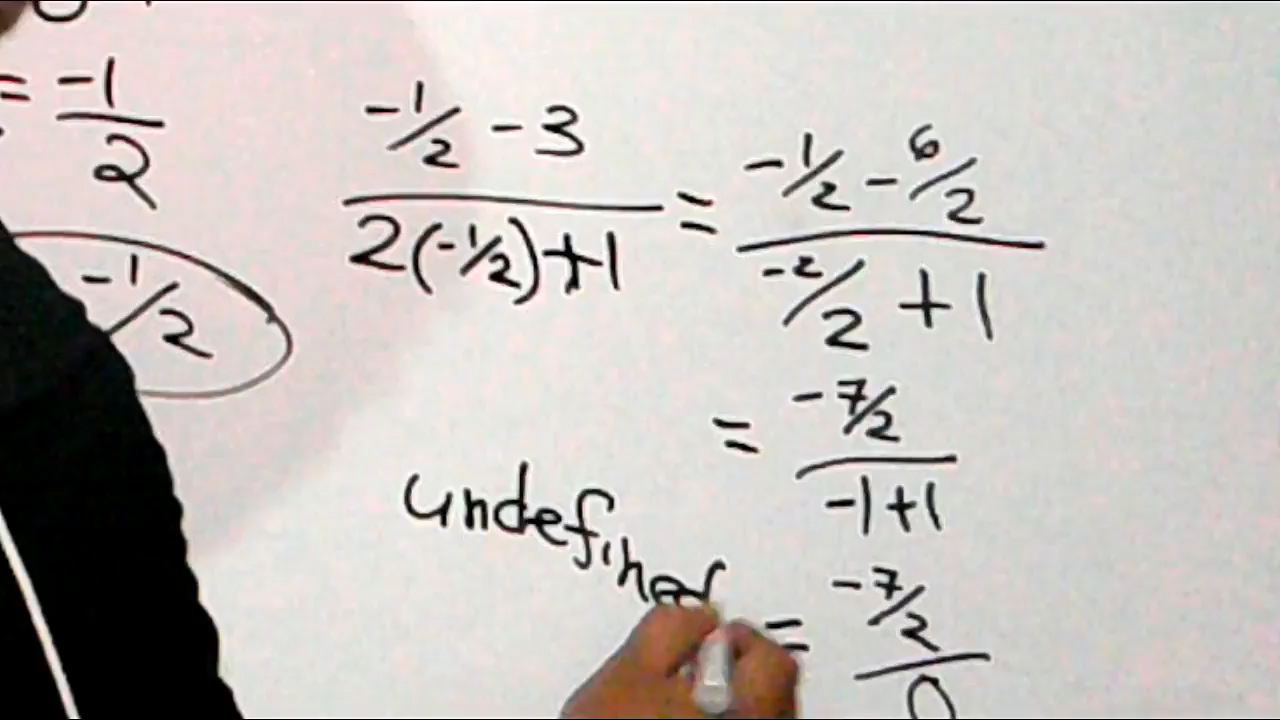 = -1/2
-1/2
(-1/2 - 3)/(2(-1/2)+1) = (-1/2 - 6/2)/(-2/2 + 1)
= (-7/2)/(-1+1)
undefined
= (-7/2)/0